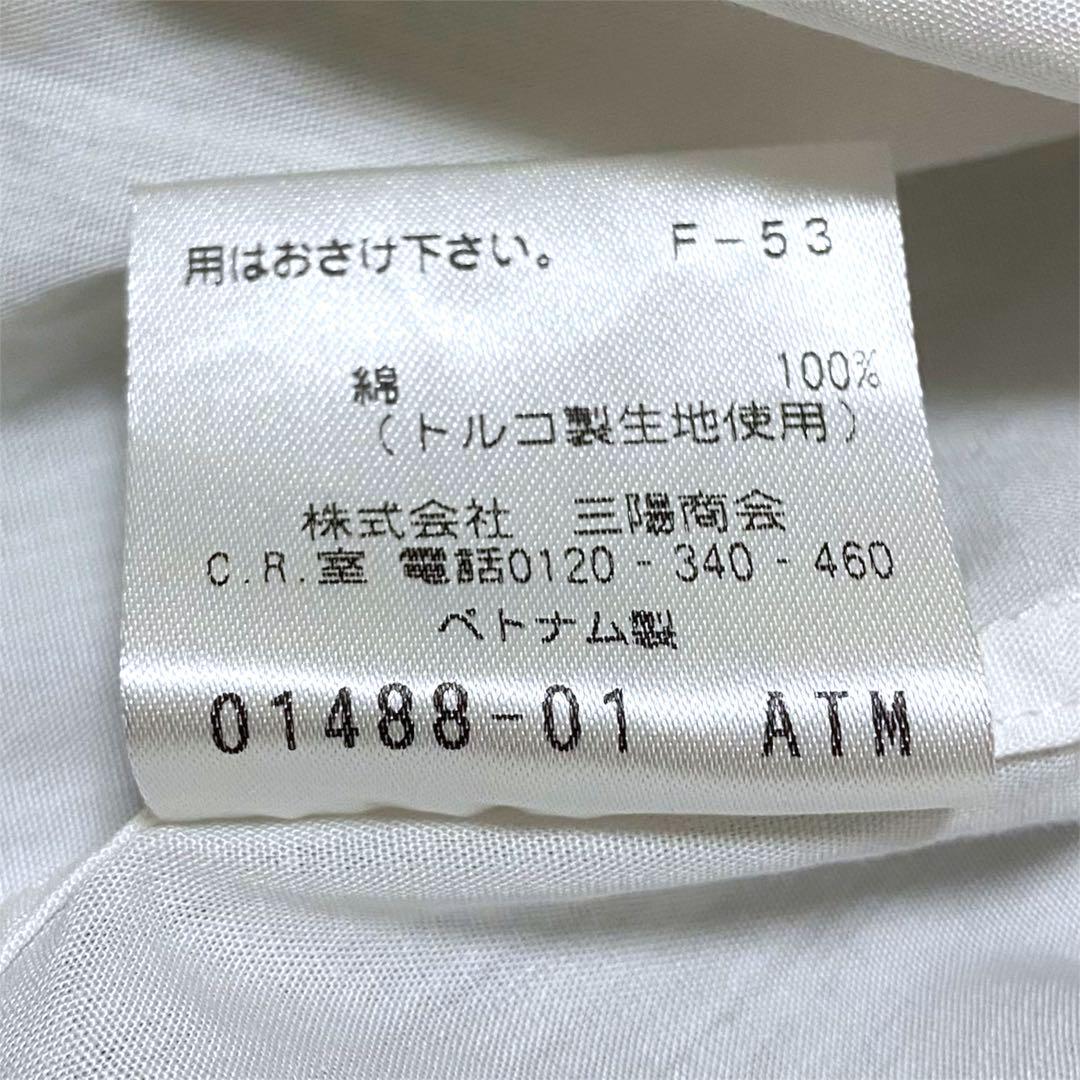 用はおさけ下さい。 F-53
綿 100%
(トルコ製生地使用)
株式会社 三陽商会
C.R.室 電話0120-340-460
ベトナム製
01488-01 ATM